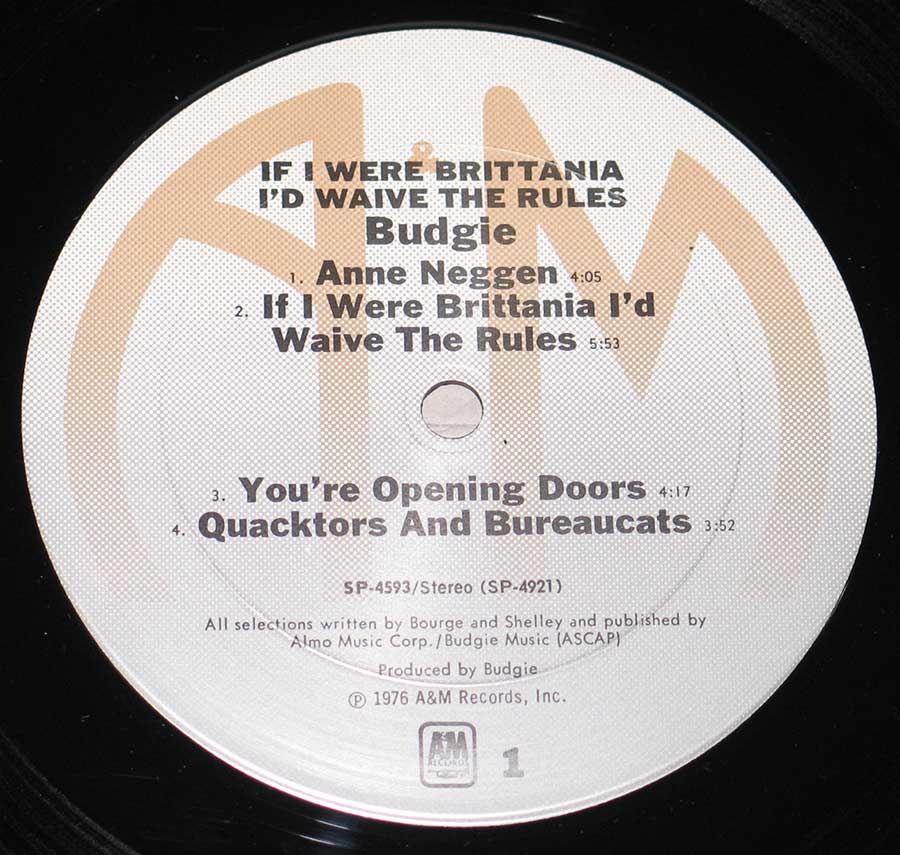 A&M
IF I WERE BRITTANIA
I'D WAIVE THE RULES
Budgie
1. Anne Neggen 4:05
2. If I Were Brittania I'd
Waive The Rules 5:53
3. You're Opening Doors 4:17
4. Quacktors And Bureaucats 3:52
SP-4593/Stereo (SP-4921)
All selections written by Bourge and Shelley and published by
Almo Music Corp./Budgie Music (ASCAP)
Produced by Budgie
℗ 1976 A&M Records, Inc.
A&M
RECORDS
1